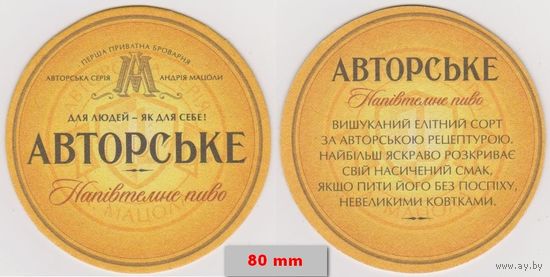 ПЕРША ПРИВАТНА БРОВАРНЯ
АВТОРСЬКА СЕРІЯ АМ АНДРІЯ МАЦОЛИ
ДЛЯ ЛЮДЕЙ – ЯК ДЛЯ СЕБЕ!
АВТОРСЬКЕ
Напівтемне пиво
МАЦОЛИ
АВТОРСЬКЕ
Напівтемне пиво
ВИШУКАНИЙ ЕЛІТНИЙ СОРТ
ЗА АВТОРСЬКОЮ РЕЦЕПТУРОЮ.
НАЙБІЛЬШ ЯСКРАВО РОЗКРИВАЄ
СВІЙ НАСИЧЕНИЙ СМАК,
ЯКЩО ПИТИ ЙОГО БЕЗ ПОСПІХУ,
НЕВЕЛИКИМИ КОВТКАМИ.
80 mm
www.ay.by